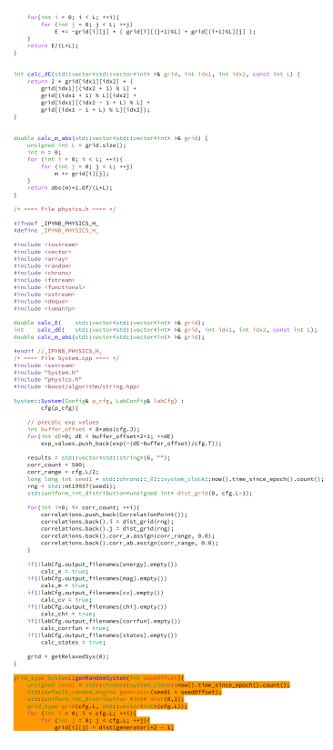 for(int i = 0; i < L; ++i){
for (int j = 0; j < L; ++j)
E += -grid[i][j] * ( grid[i][(j+1)%L] + grid[(i+1)%L][j] );
}
return E/(L*L);
}
int calc_dE(std::vector<std::vector<int> >& grid, int idx1, int idx2, const int L) {
return 2 * grid[idx1][idx2] * (
grid[idx1][(idx2 + 1) % L] +
grid[(idx1 + 1) % L][idx2] +
grid[idx1][(idx2 - 1 + L) % L] +
grid[(idx1 - 1 + L) % L][idx2]);
}
double calc_m_abs(std::vector<std::vector<int> >& grid) {
unsigned int L = grid.size();
int m = 0;
for (int i = 0; i < L; ++i){
for (int j = 0; j < L; ++j)
m += grid[i][j];
}
return abs(m)*1.0f/(L*L);
}
/* ---- file physics.h ---- */
#ifndef _IPYNB_PHYSICS_H_
#define _IPYNB_PHYSICS_H_
#include <iostream>
#include <vector>
#include <array>
#include <random>
#include <chrono>
#include <fstream>
#include <functional>
#include <sstream>
#include <deque>
#include <iomanip>
double calc_E( std::vector<std::vector<int> >& grid);
int calc_dE( std::vector<std::vector<int> >& grid, int idx1, int idx2, const int L);
double calc_m_abs( std::vector<std::vector<int> >& grid);
#endif //_IPYNB_PHYSICS_H_
/* ---- file System.cpp ---- */
#include <sstream>
#include "System.h"
#include "physics.h"
#include <boost/algorithm/string.hpp>
System::System(Config& p_cfg, LabConfig& labCfg) :
cfg(p_cfg){
// precalc exp values
int buffer_offset = 8*abs(cfg.J);
for(int dE=0; dE < buffer_offset*2+1; ++dE)
exp_values.push_back(exp(-(dE-buffer_offset)/cfg.T));
results = std::vector<std::string>(6, "");
corr_count = 500;
corr_range = cfg.L/2;
long long int seed1 = std::chrono::_V2::system_clock::now().time_since_epoch().count();
rng = std::mt19937(seed1);
std::uniform_int_distribution<unsigned int> dist_grid(0, cfg.L-1);
for(int i=0; i< corr_count; ++i){
correlations.push_back(CorrelationPoint());
correlations.back().i = dist_grid(rng);
correlations.back().j = dist_grid(rng);
correlations.back().corr_a.assign(corr_range, 0.0);
correlations.back().corr_ab.assign(corr_range, 0.0);
}
if(!labCfg.output_filenames[energy].empty())
calc_e = true;
if(!labCfg.output_filenames[mag].empty())
calc_m = true;
if(!labCfg.output_filenames[cv].empty())
calc_cv = true;
if(!labCfg.output_filenames[chi].empty())
calc_chi = true;
if(!labCfg.output_filenames[corrfun].empty())
calc_corrfun = true;
if(!labCfg.output_filenames[states].empty())
calc_states = true;
grid = getRelaxedSys(0);
}
grid_type System::genRandomSystem(int seedOffset){
unsigned seed1 = std::chrono::system_clock::now().time_since_epoch().count();
std::default_random_engine generator(seed1 + seedOffset);
std::uniform_int_distribution <int> dist(0,1);
grid_type grid(cfg.L, std::vector<int>(cfg.L));
for (int i = 0; i < cfg.L; ++i){
for (int j = 0; j < cfg.L; ++j){
grid[i][j] = dist(generator)*2 - 1;